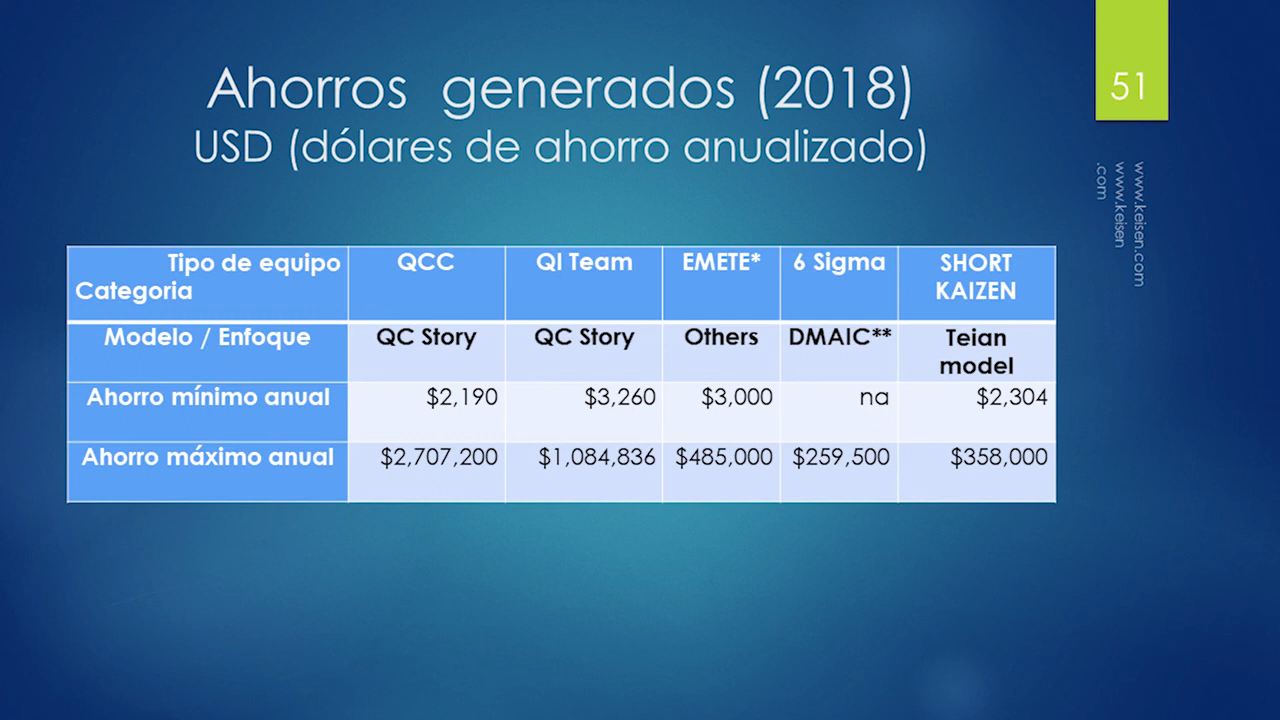 Ahorros generados (2018)
USD (dólares de ahorro anualizado)
51
www.keisen.com
www.keisen
.com
Tipo de equipo
Categoria
QCC
QI Team
EMETE*
6 Sigma
SHORT
KAIZEN
Modelo / Enfoque
QC Story
QC Story
Others
DMAIC**
Teian
model
Ahorro mínimo anual
$2,190
$3,260
$3,000
na
$2,304
Ahorro máximo anual
$2,707,200
$1,084,836
$485,000
$259,500
$358,000